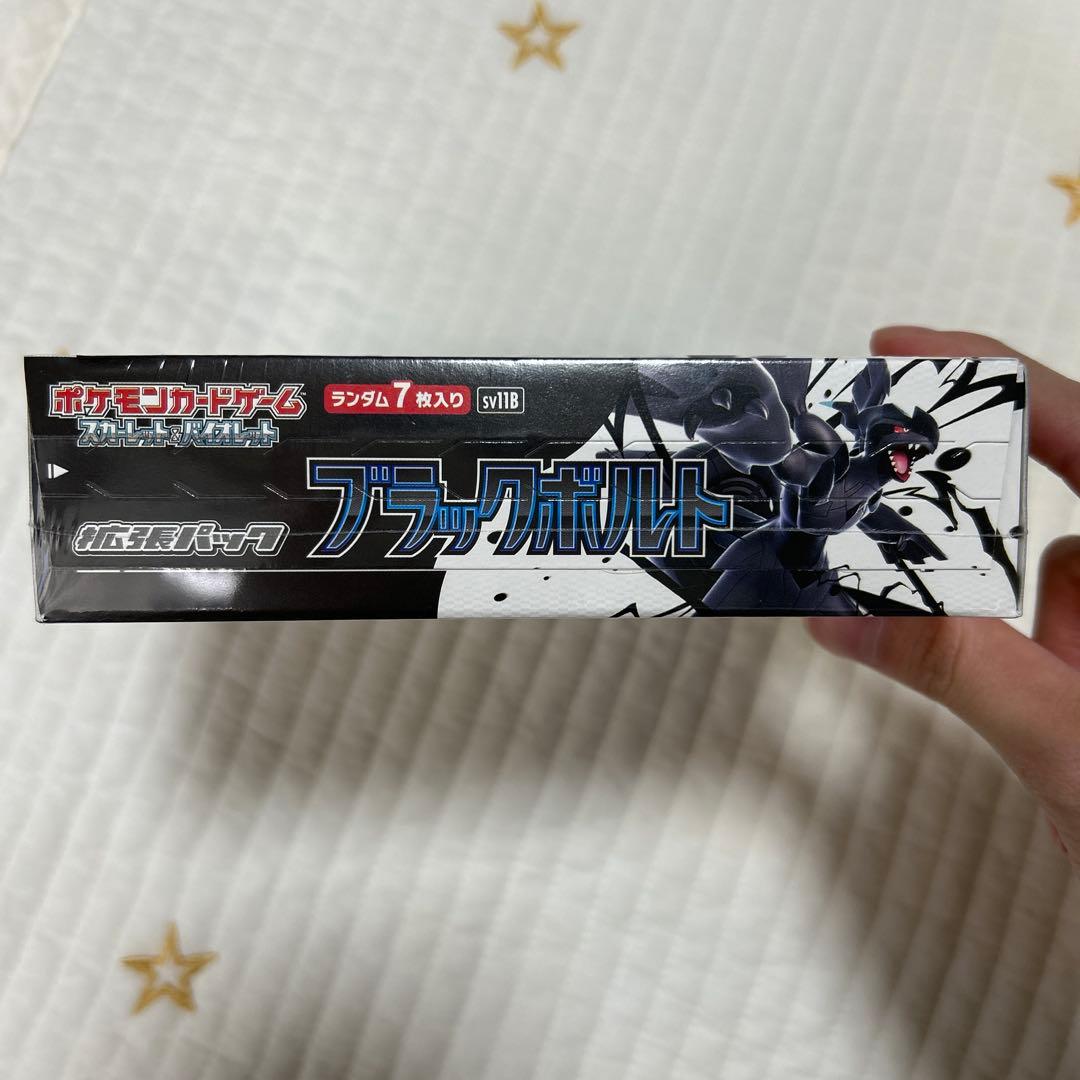 ポケモンカードゲーム
スカーレット&バイオレット
ランダム7枚入り
sv11B
拡張パック
ブラックボルト